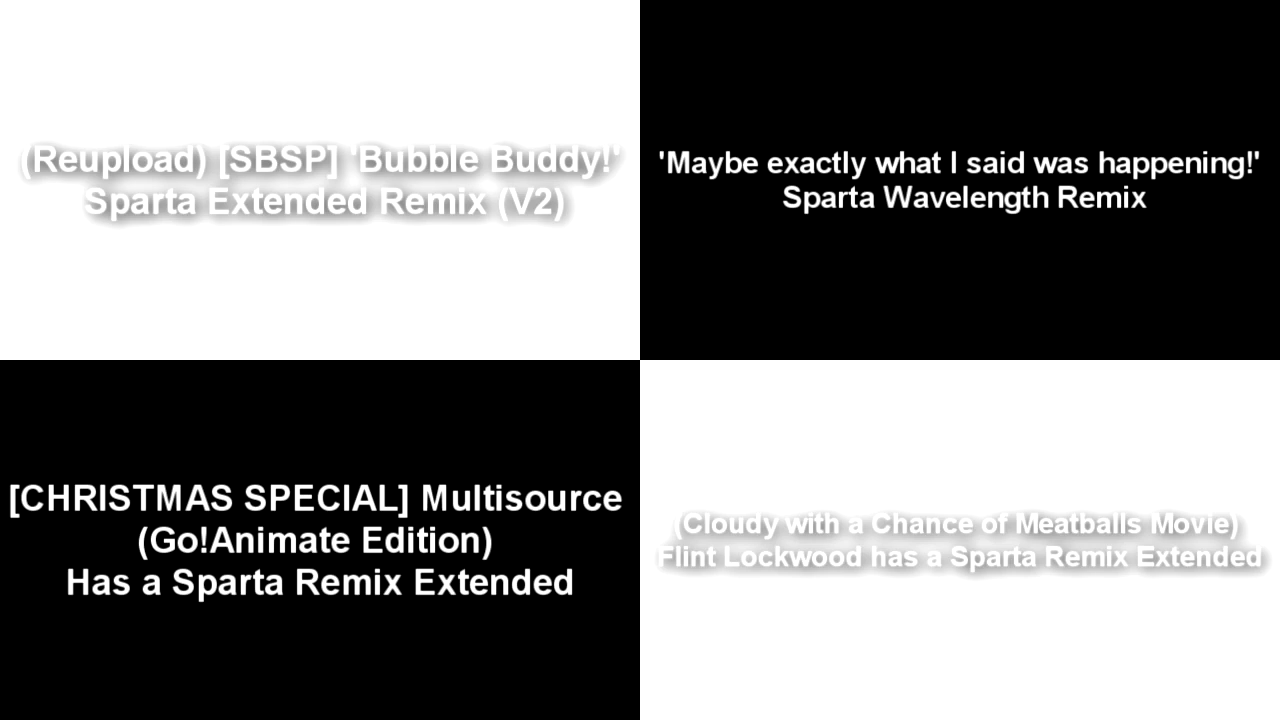 (Reupload) [SBSP] 'Bubble Buddy!'
Sparta Extended Remix (V2)
'Maybe exactly what I said was happening!'
Sparta Wavelength Remix
[CHRISTMAS SPECIAL] Multisource
(Go!Animate Edition)
Has a Sparta Remix Extended
(Cloudy with a Chance of Meatballs Movie)
Flint Lockwood has a Sparta Remix Extended